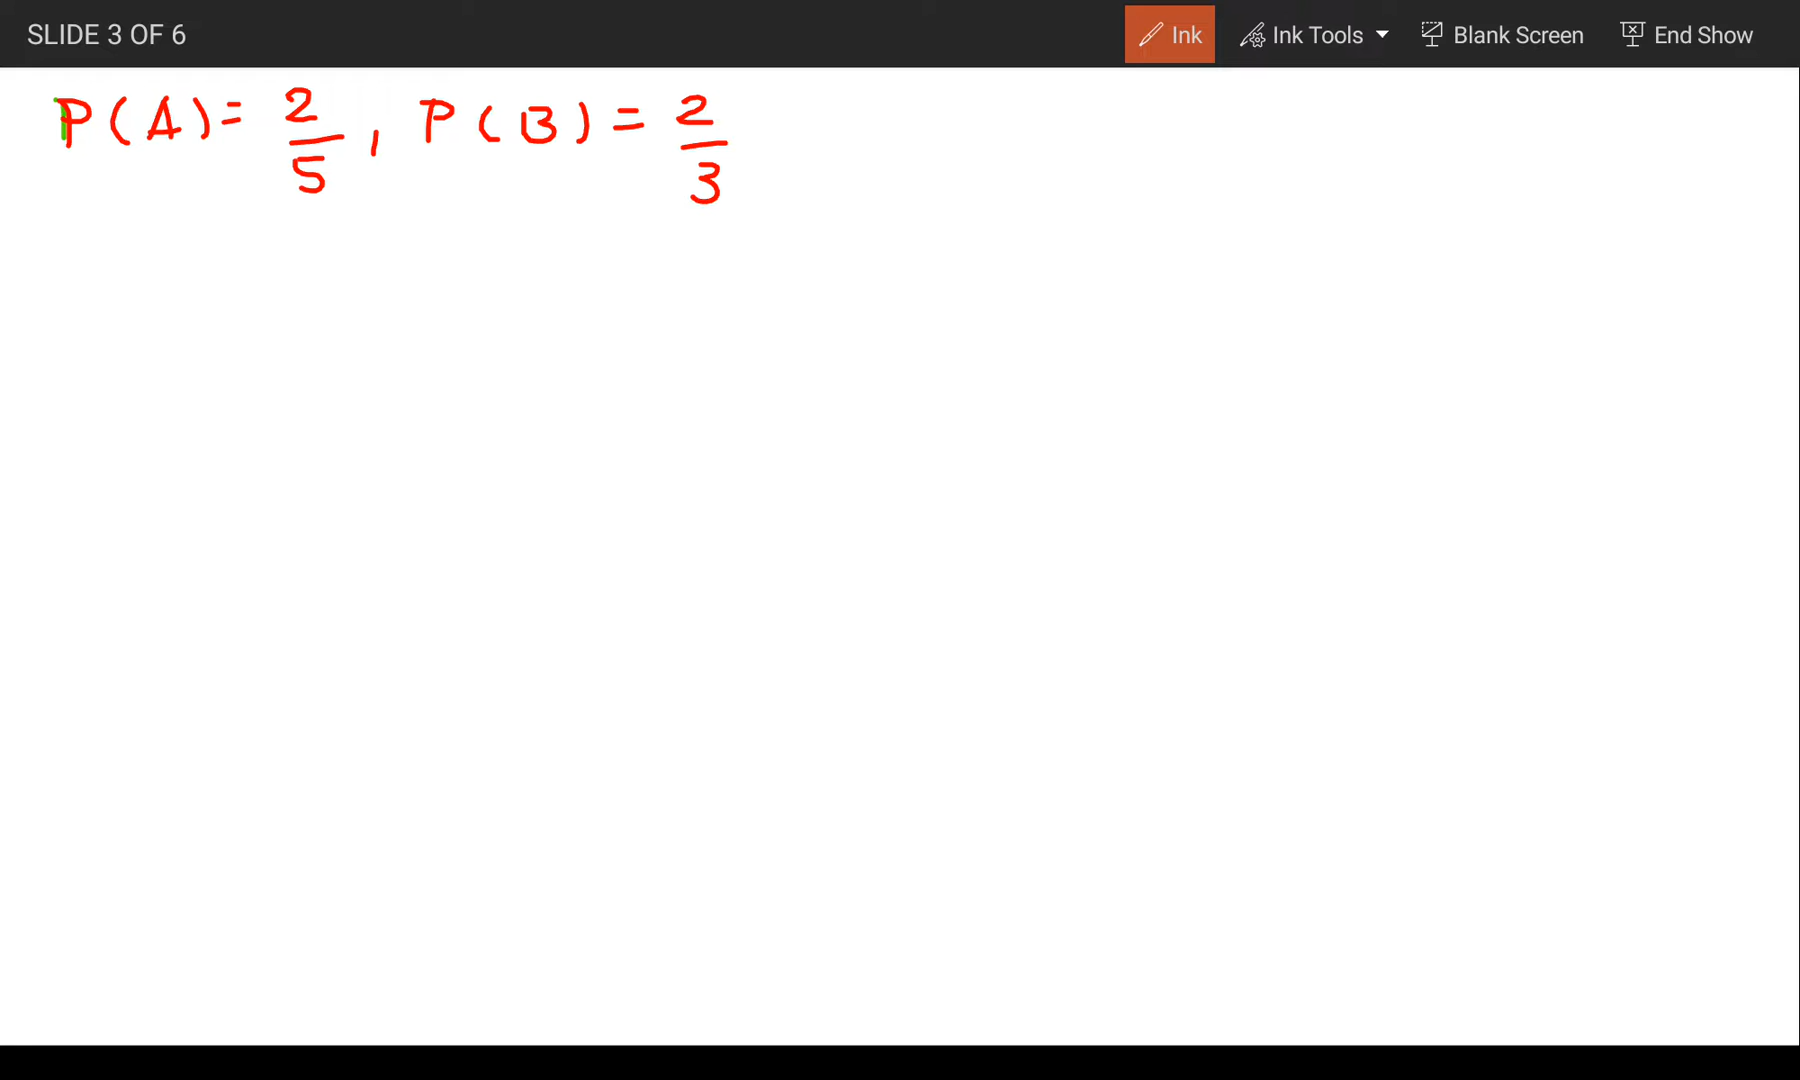 SLIDE 3 OF 6 Ink Ink Tools Blank Screen End Show
P(A) = 2/5, P(B) = 2/3